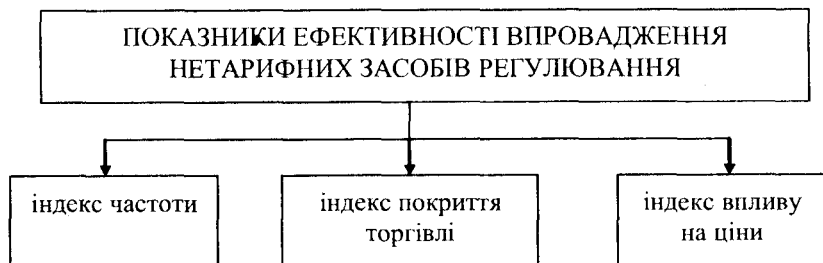 ПОКАЗНИКИ ЕФЕКТИВНОСТІ ВПРОВАДЖЕННЯ
НЕТАРИФНИХ ЗАСОБІВ РЕГУЛЮВАННЯ
індекс частоти
індекс покриття
торгівлі
індекс впливу
на ціни